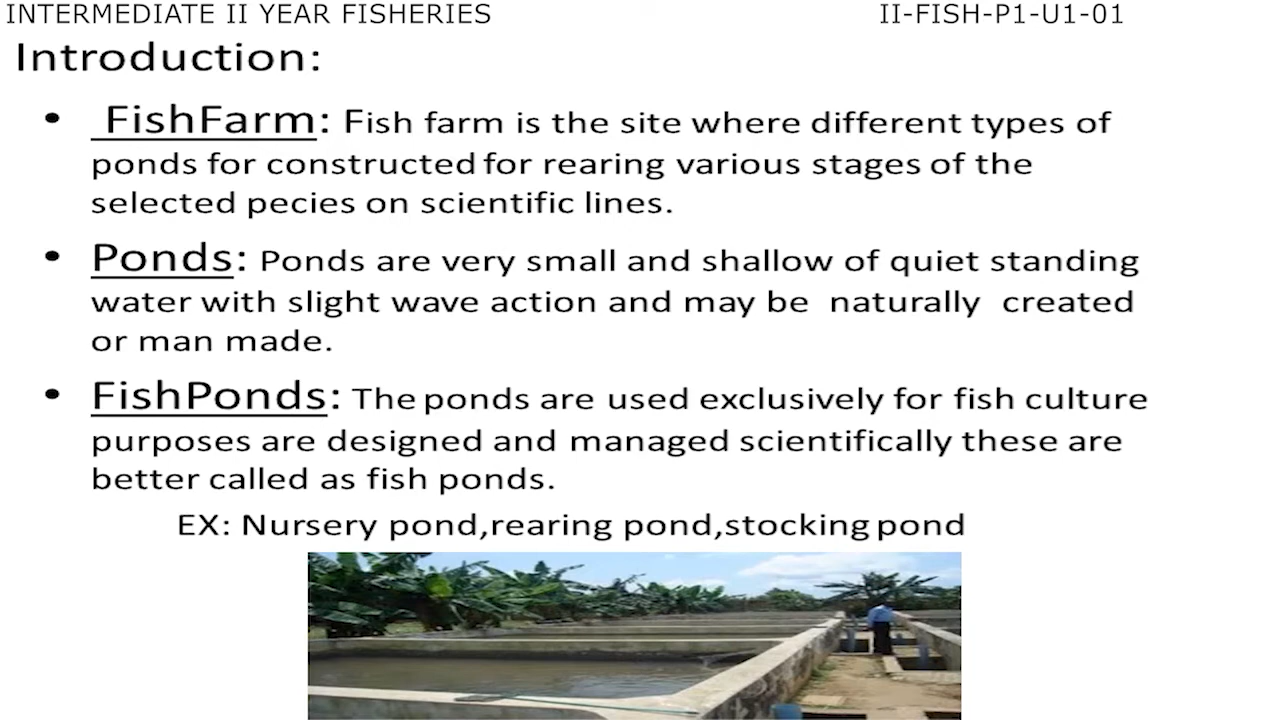 INTERMEDIATE II YEAR FISHERIES II-FISH-P1-U1-01
Introduction:
• FishFarm: Fish farm is the site where different types of
ponds for constructed for rearing various stages of the
selected pecies on scientific lines.
• Ponds: Ponds are very small and shallow of quiet standing
water with slight wave action and may be naturally created
or man made.
• FishPonds: The ponds are used exclusively for fish culture
purposes are designed and managed scientifically these are
better called as fish ponds.
EX: Nursery pond,rearing pond,stocking pond